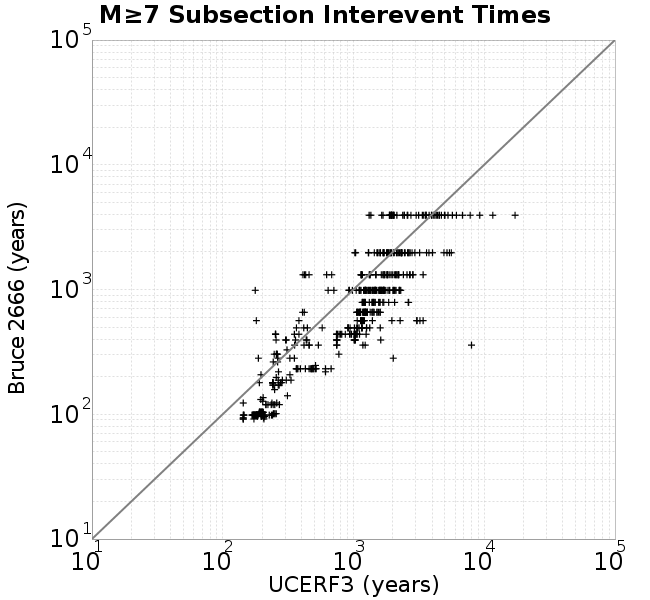 M≥7 Subsection Interevent Times
10^5
10^4
10^3
10^2
10^1
Bruce 2666 (years)
10^1 10^2 10^3 10^4 10^5
UCERF3 (years)